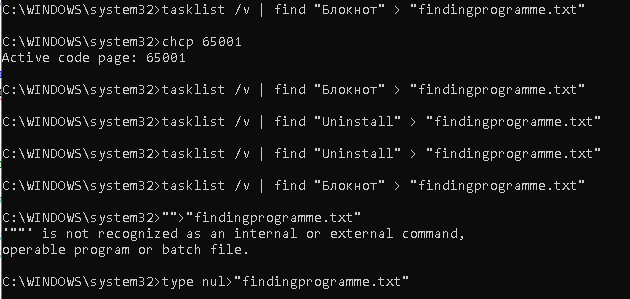 C:\WINDOWS\system32>tasklist /v | find "Блокнот" > "findingprogramme.txt"
C:\WINDOWS\system32>chcp 65001
Active code page: 65001
C:\WINDOWS\system32>tasklist /v | find "Блокнот" > "findingprogramme.txt"
C:\WINDOWS\system32>tasklist /v | find "Uninstall" > "findingprogramme.txt"
C:\WINDOWS\system32>tasklist /v | find "Uninstall" > "findingprogramme.txt"
C:\WINDOWS\system32>tasklist /v | find "Блокнот" > "findingprogramme.txt"
C:\WINDOWS\system32>"">"findingprogramme.txt"
'""' is not recognized as an internal or external command,
operable program or batch file.
C:\WINDOWS\system32>type nul>"findingprogramme.txt"